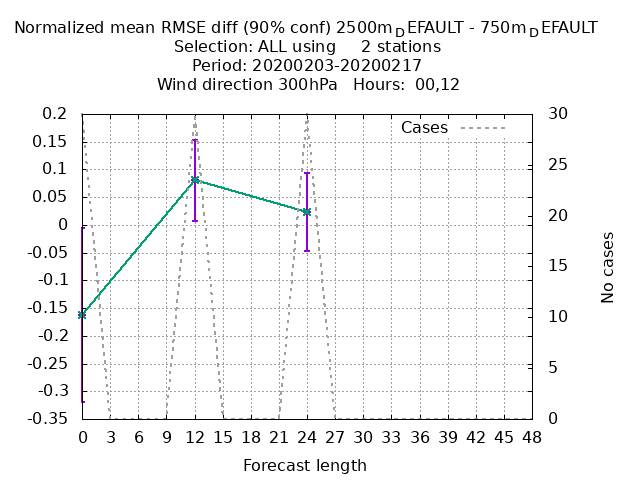 Normalized mean RMSE diff (90% conf) 2500m_DEFAULT - 750m_DEFAULT
Selection: ALL using 2 stations
Period: 20200203-20200217
Wind direction 300hPa Hours: 00,12
Cases
0.2
0.15
0.1
0.05
0
-0.05
-0.1
-0.15
-0.2
-0.25
-0.3
-0.35
30
25
20
15
10
5
0
No cases
0 3 6 9 12 15 18 21 24 27 30 33 36 39 42 45 48
Forecast length